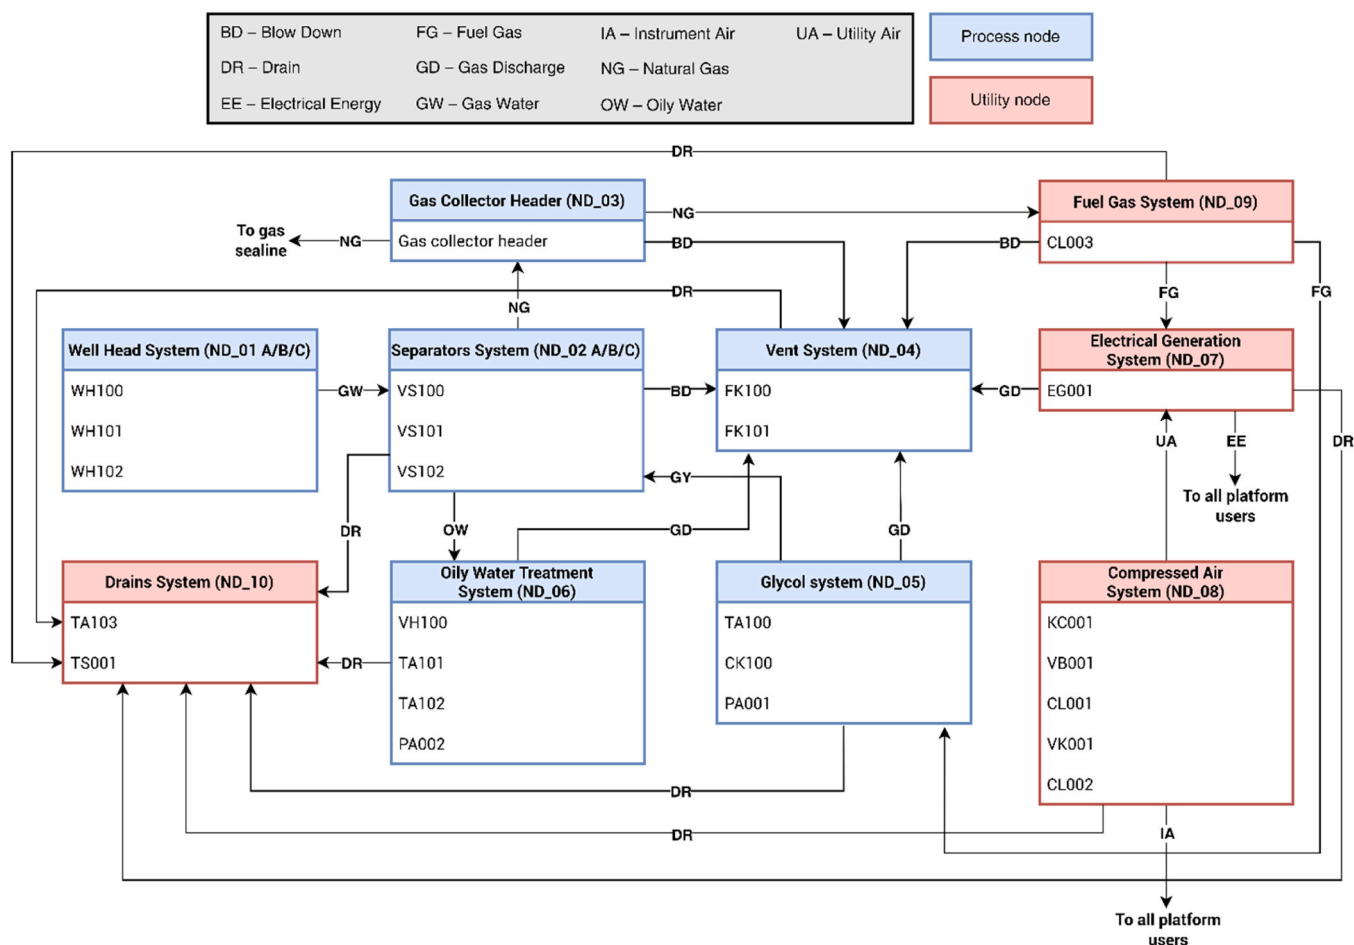 BD – Blow Down
FG – Fuel Gas
IA – Instrument Air
UA – Utility Air
DR – Drain
GD – Gas Discharge
NG – Natural Gas
EE – Electrical Energy
GW – Gas Water
OW – Oily Water
Process node
Utility node
DR
Gas Collector Header (ND_03)
Gas collector header
NG
Fuel Gas System (ND_09)
CL003
To gas
sealine
NG
BD
BD
NG
DR
FG
FG
Well Head System (ND_01 A/B/C)
WH100
WH101
WH102
GW
Separators System (ND_02 A/B/C)
VS100
VS101
VS102
BD
Vent System (ND_04)
FK100
FK101
GD
Electrical Generation
System (ND_07)
EG001
UA
EE
DR
To all platform
users
GY
DR
OW
GD
GD
Drains System (ND_10)
TA103
TS001
DR
Oily Water Treatment
System (ND_06)
VH100
TA101
TA102
PA002
Glycol system (ND_05)
TA100
CK100
PA001
Compressed Air
System (ND_08)
KC001
VB001
CL001
VK001
CL002
DR
DR
IA
To all platform
users